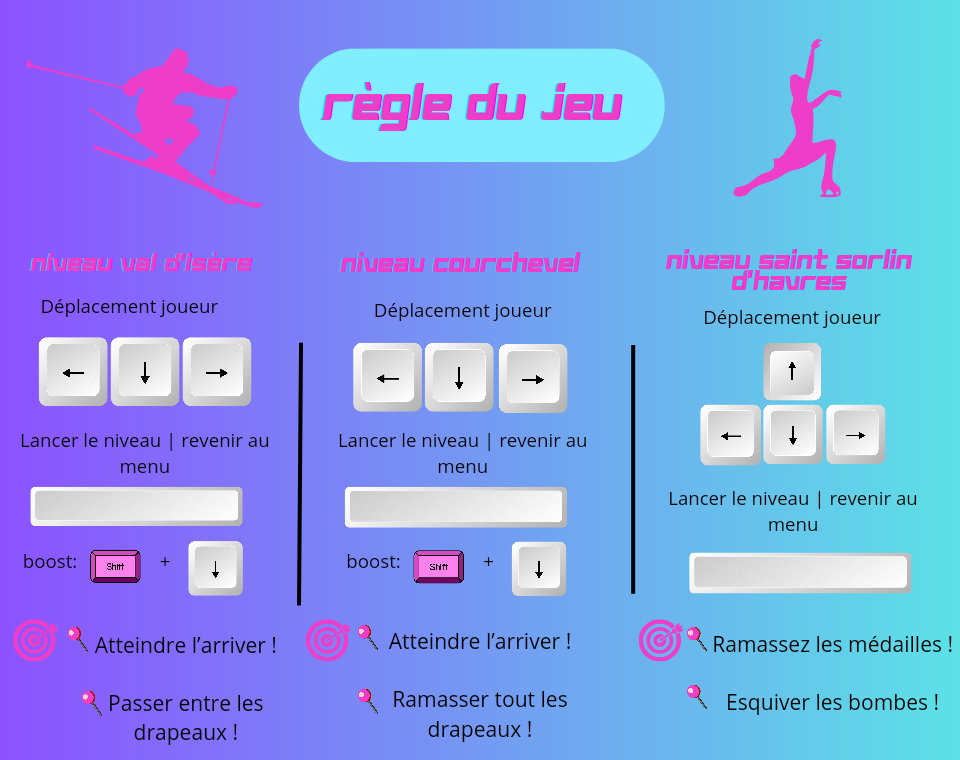 règle du jeu
niveau val d'Isère
Déplacement joueur
Lancer le niveau | revenir au
menu
boost: Shift + 
Atteindre l’arriver !
Passer entre les
drapeaux !
niveau courchevel
Déplacement joueur
Lancer le niveau | revenir au
menu
boost: Shift +
Atteindre l’arriver !
Ramasser tout les
drapeaux !
niveau saint sorlin
d'havres
Déplacement joueur
Lancer le niveau | revenir au
menu
Ramassez les médailles !
Esquiver les bombes !